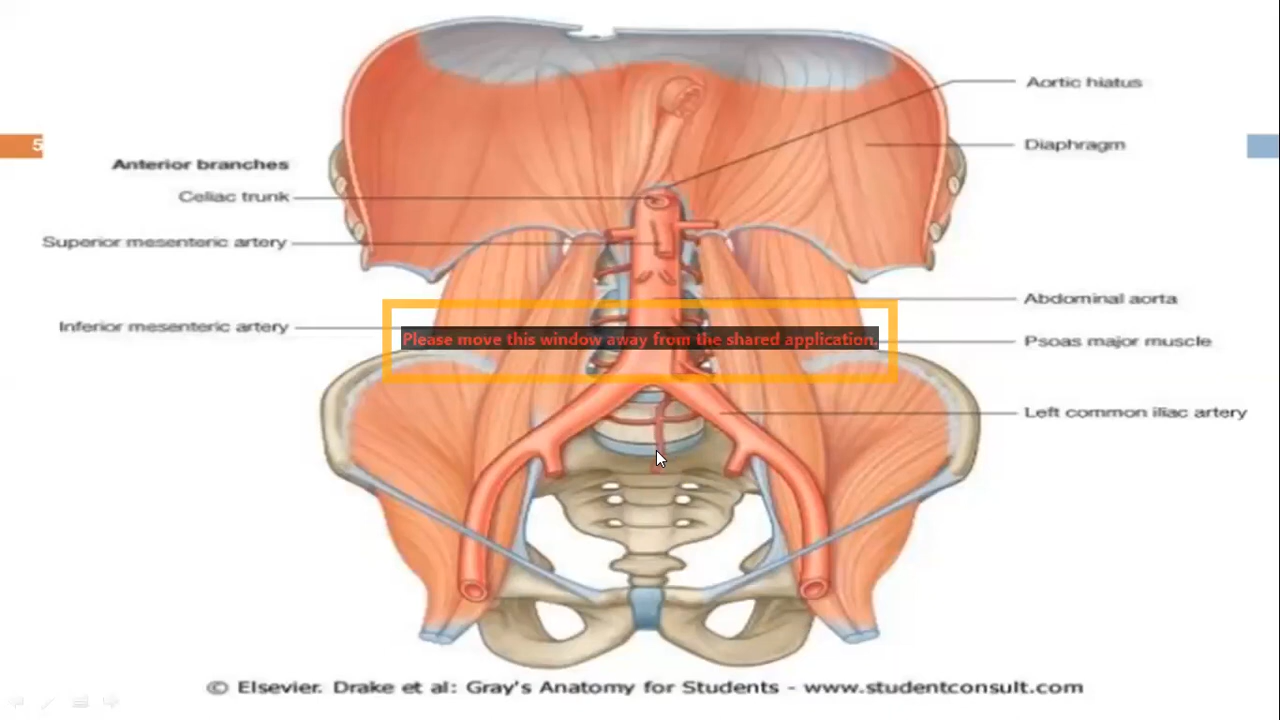 Aortic hiatus
5
Diaphragm
Anterior branches
Celiac trunk
Superior mesenteric artery
Abdominal aorta
Inferior mesenteric artery
Please move this window away from the shared application.
Psoas major muscle
Left common iliac artery
© Elsevier. Drake et al: Gray's Anatomy for Students - www.studentconsult.com